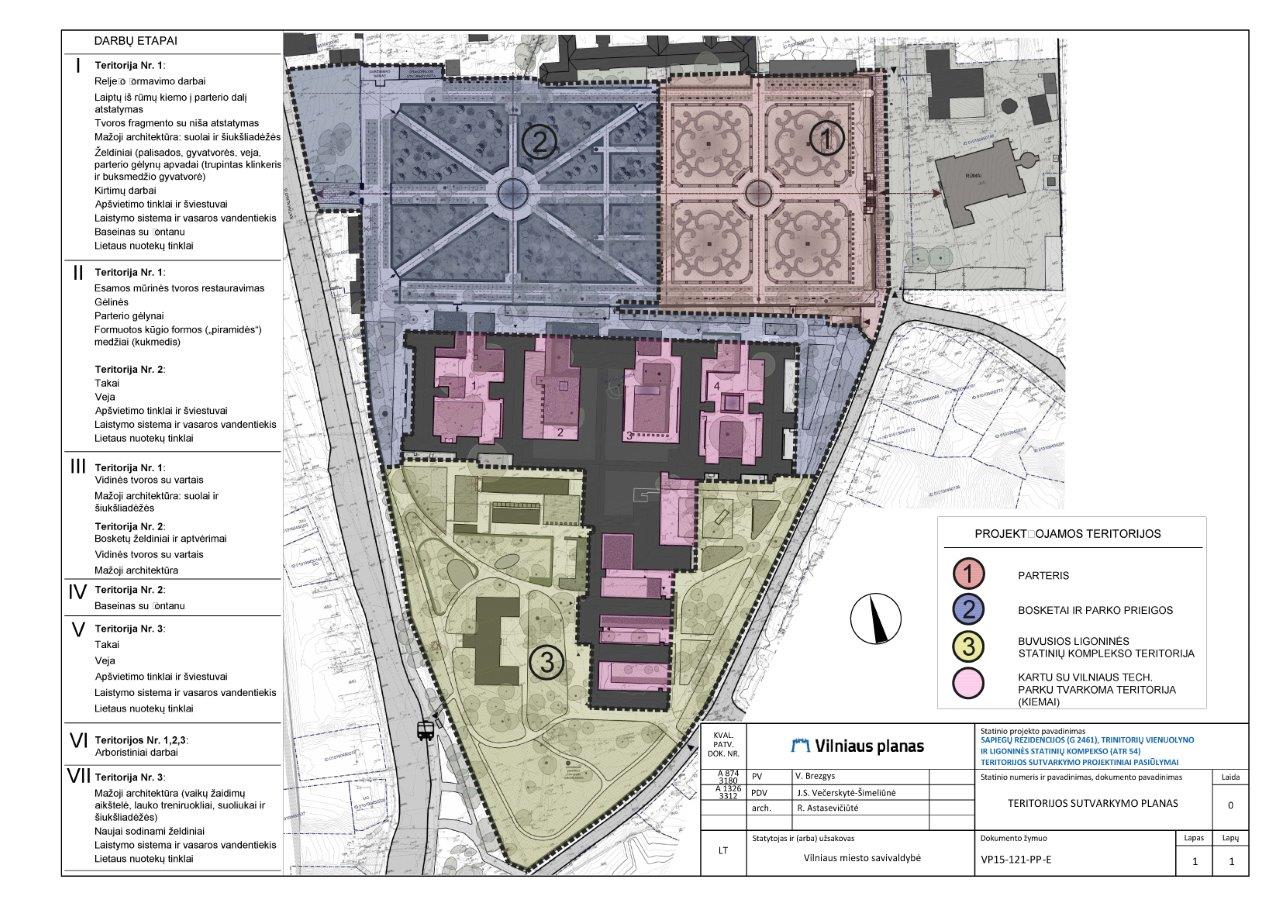 DARBŲ ETAPAI
I
Teritorija Nr. 1:
Relje□o □ormavimo darbai
Laiptų iš rūmų kiemo į parterio dalį
atstatymas
Tvoros fragmento su niša atstatymas
Mažoji architektūra: suolai ir šiukšliadėžės
Želdiniai (palisados, gyvatvorės, veja,
parterio gėlynų apvadai (trupintas klinkeris
ir buksmedžio gyvatvorė)
Kirtimų darbai
Apšvietimo tinklai ir šviestuvai
Laistymo sistema ir vasaros vandentiekis
Baseinas su □ontanu
Lietaus nuotekų tinklai
II
Teritorija Nr. 1:
Esamos mūrinės tvoros restauravimas
Gėlinės
Parterio gėlynai
Formuotos kūgio formos („piramidės“)
medžiai (kukmedis)
Teritorija Nr. 2:
Takai
Veja
Apšvietimo tinklai ir šviestuvai
Laistymo sistema ir vasaros vandentiekis
Lietaus nuotekų tinklai
III
Teritorija Nr. 1:
Vidinės tvoros su vartais
Mažoji architektūra: suolai ir
šiukšliadėžės
Teritorija Nr. 2:
Bosketų želdiniai ir aptvėrimai
Vidinės tvoros su vartais
Mažoji architektūra
IV
Teritorija Nr. 2:
Baseinas su □ontanu
V
Teritorija Nr. 3:
Takai
Veja
Apšvietimo tinklai ir šviestuvai
Laistymo sistema ir vasaros vandentiekis
Lietaus nuotekų tinklai
VI
Teritorijos Nr. 1,2,3:
Arboristiniai darbai
VII
Teritorija Nr. 3:
Mažoji architektūra (vaikų žaidimų
aikštelė, lauko treniruokliai, suoliukai ir
šiukšliadėžės)
Naujai sodinami želdiniai
Laistymo sistema ir vasaros vandentiekis
Lietaus nuotekų tinklai
2
1
RŪMAI
1
2
3
4
3
PROJEKT□OJAMOS TERITORIJOS
1 PARTERIS
2 BOSKETAI IR PARKO PRIEIGOS
3 BUVUSIOS LIGONINĖS
STATINIŲ KOMPLEKSO TERITORIJA
KARTU SU VILNIAUS TECH.
PARKU TVARKOMA TERITORIJA
(KIEMAI)
KVAL.
PATV.
DOK. NR.
Vilniaus planas
Statinio projekto pavadinimas
SAPIEGŲ REZIDENCIJOS (G 2461), TRINITORIŲ VIENUOLYNO
IR LIGONINĖS STATINIŲ KOMPEKSO (ATR 54)
TERITORIJOS SUTVARKYMO PROJEKTINIAI PASIŪLYMAI
A 874
3180
PV
V. Brezgys
A 1326
3312
PDV
J.S. Večerskytė-Šimeliūnė
arch.
R. Astasevičiūtė
Statinio numeris ir pavadinimas, dokumento pavadinimas
Laida
TERITORIJOS SUTVARKYMO PLANAS
0
LT
Statytojas ir (arba) užsakovas
Vilniaus miesto savivaldybė
Dokumento žymuo
Lapas
Lapų
VP15-121-PP-E
1
1